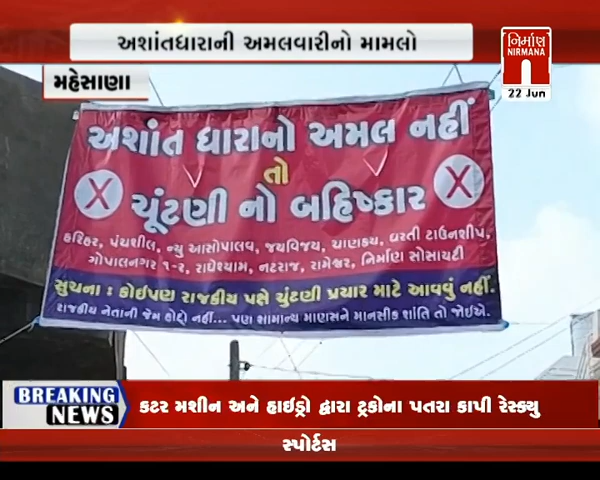 અશાંતધારાની અમલવારીનો મામલો
નિર્માણ
NIRMANA
22 Jun
મહેસાણા
અશાંત ધારાનો અમલ નહીં
તો
ચૂંટણી નો બહિષ્કાર
હરિહર, પંચશીલ, ન્યુ આસોપાલવ, જયવિજય, ચાણક્ય, ધરતી ટાઉનશીપ,
ગોપાલનગર ૧-૨, રાધેશ્યામ, નટરાજ, રામેશ્વર, નિર્માણ સોસાયટી
સુચના : કોઈપણ રાજકીય પક્ષે ચુંટણી પ્રચાર માટે આવવું નહીં.
રાજકીય નેતાની જેમ કોરો નહીં... પણ સામાન્ય માણસને માનસીક શાંતિ તો જોઈએ.
BREAKING
NEWS
કટર મશીન અને હાઇડ્રો દ્વારા ટ્રકોના પતરા કાપી રેસ્ક્યુ
સ્પોર્ટસ